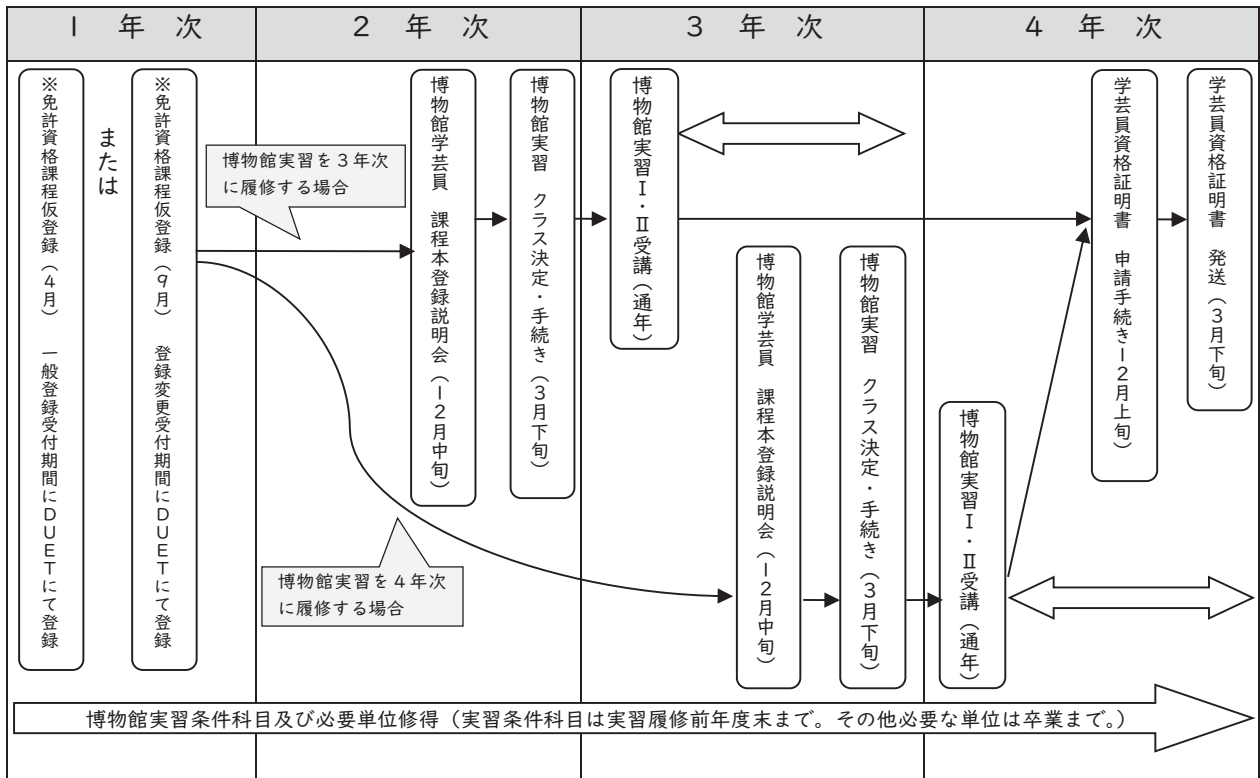 1年次
2年次
3年次
4年次
※免許資格課程仮登録（4月）　一般登録受付期間にDUETにて登録
または
※免許資格課程仮登録（9月）　登録変更受付期間にDUETにて登録
博物館実習を3年次
に履修する場合
博物館学芸員　課程本登録説明会（12月中旬）
博物館実習　クラス決定・手続き（3月下旬）
博物館実習Ⅰ・Ⅱ受講（通年）
博物館実習を4年次
に履修する場合
博物館学芸員　課程本登録説明会（12月中旬）
博物館実習　クラス決定・手続き（3月下旬）
博物館実習Ⅰ・Ⅱ受講（通年）
学芸員資格証明書　申請手続き12月上旬）
学芸員資格証明書　発送（3月下旬）
博物館実習条件科目及び必要単位修得（実習条件科目は実習履修前年度末まで。その他必要な単位は卒業まで。）